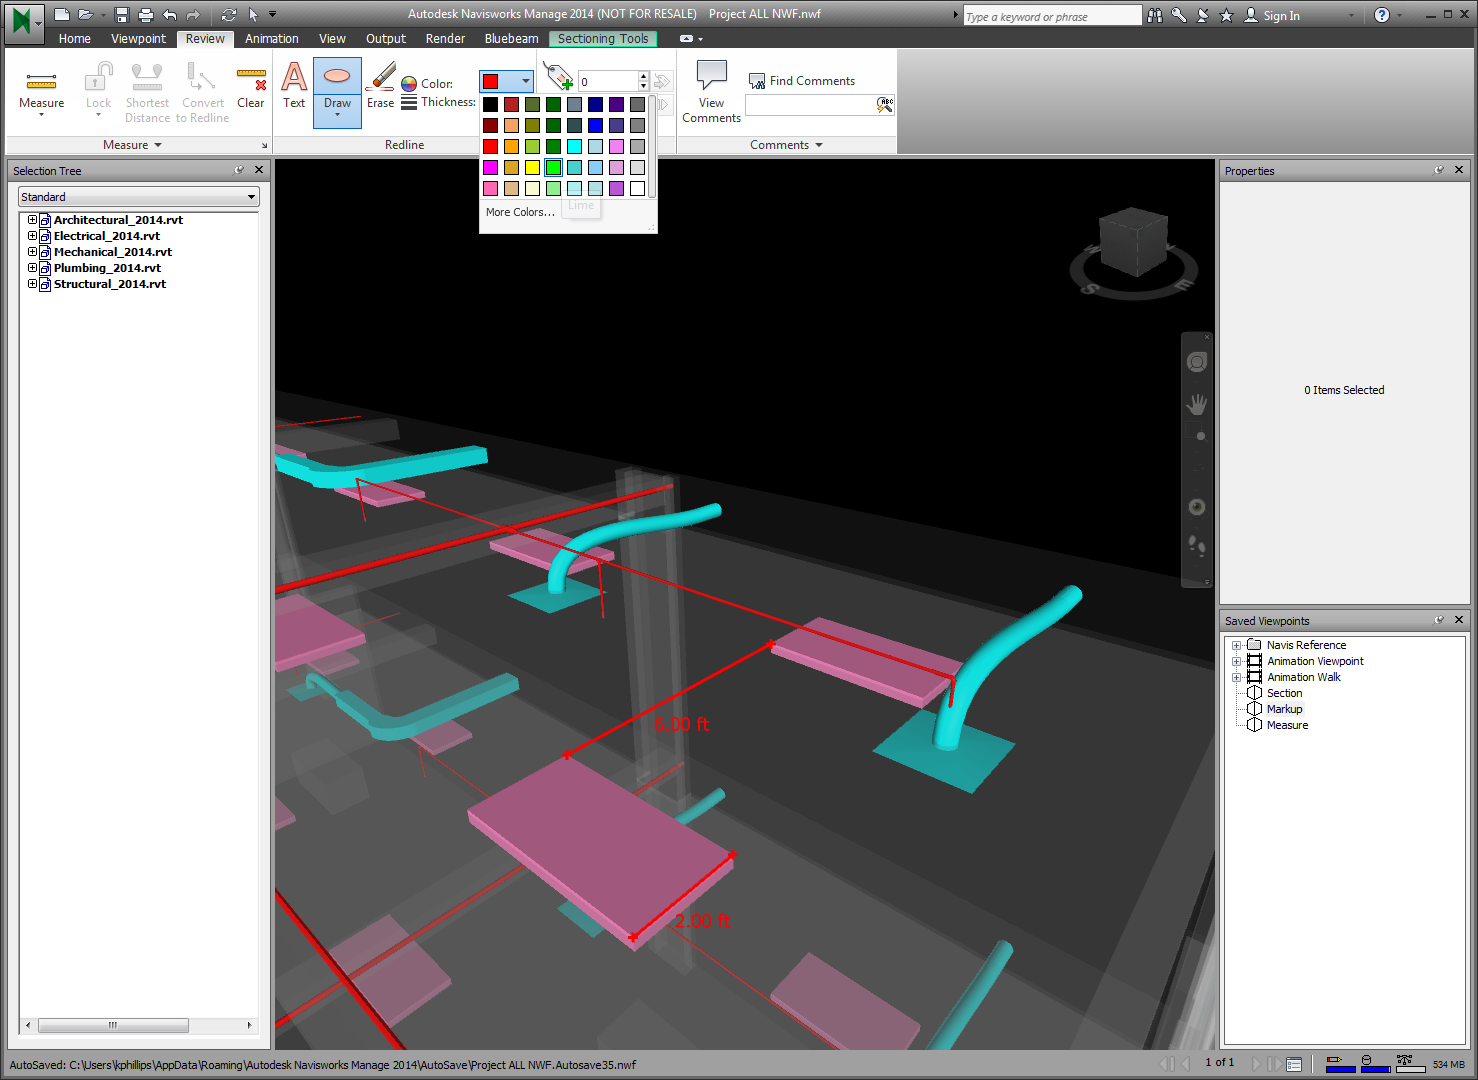 Autodesk Navisworks Manage 2014 (NOT FOR RESALE) Project ALL NWF.nwf
Type a keyword or phrase
Sign In
Home Viewpoint Review Animation View Output Render Bluebeam Sectioning Tools
Measure Lock Shortest Distance Convert to Redline Clear
Text Draw Erase
Color:
Thickness:
0
View Comments
Find Comments
Measure
Redline
Comments
More Colors...
Lime
Selection Tree
Standard
Architectural_2014.rvt
Electrical_2014.rvt
Mechanical_2014.rvt
Plumbing_2014.rvt
Structural_2014.rvt
S
E
6.00 ft
2.00 ft
Properties
0 Items Selected
Saved Viewpoints
Navis Reference
Animation Viewpoint
Animation Walk
Section
Markup
Measure
AutoSaved: C:\Users\kphillips\AppData\Roaming\Autodesk Navisworks Manage 2014\AutoSave\Project ALL NWF.Autosave35.nwf
1 of 1
534 MB